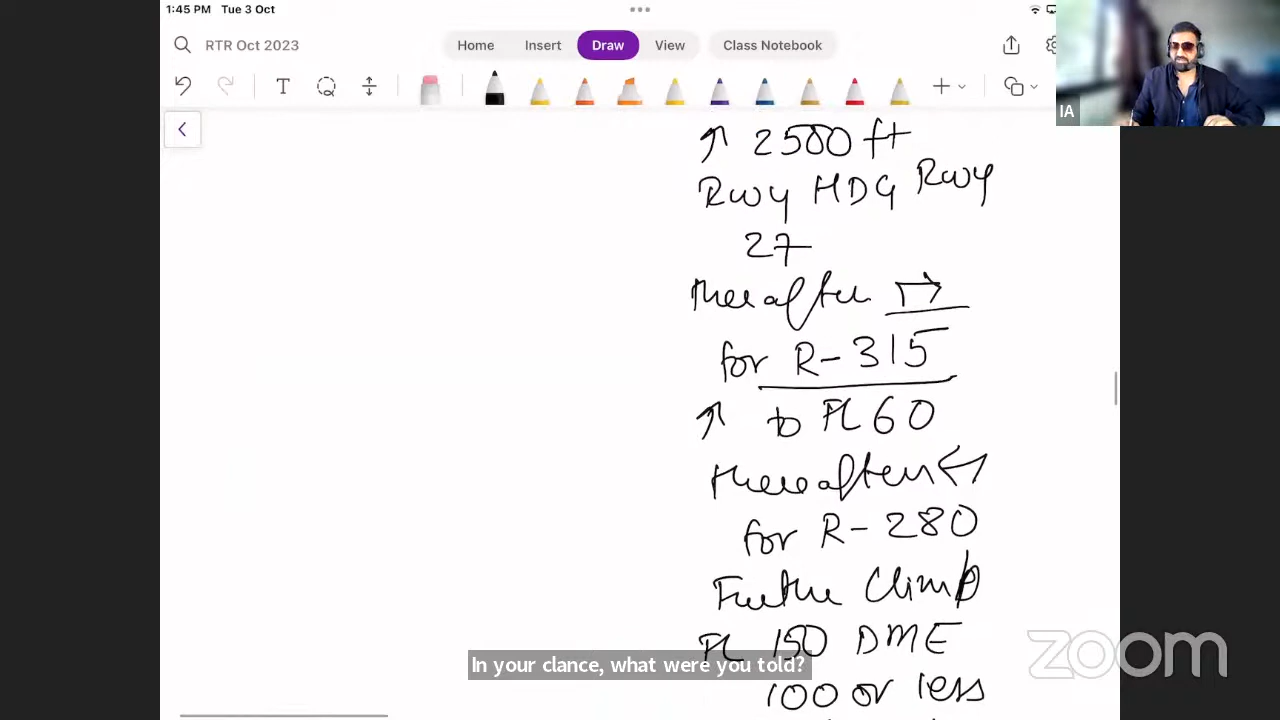 1:45 PM Tue 3 Oct
RTR Oct 2023
Home Insert Draw View Class Notebook
IA
↑ 2500 ft
Rwy HDG Rwy
27
thereafter ↱
for R-315
↑ to FL 60
thereafter ↰
for R-280
Further Climb
FL 150 DME
100 or less
In your clance, what were you told?
zoom